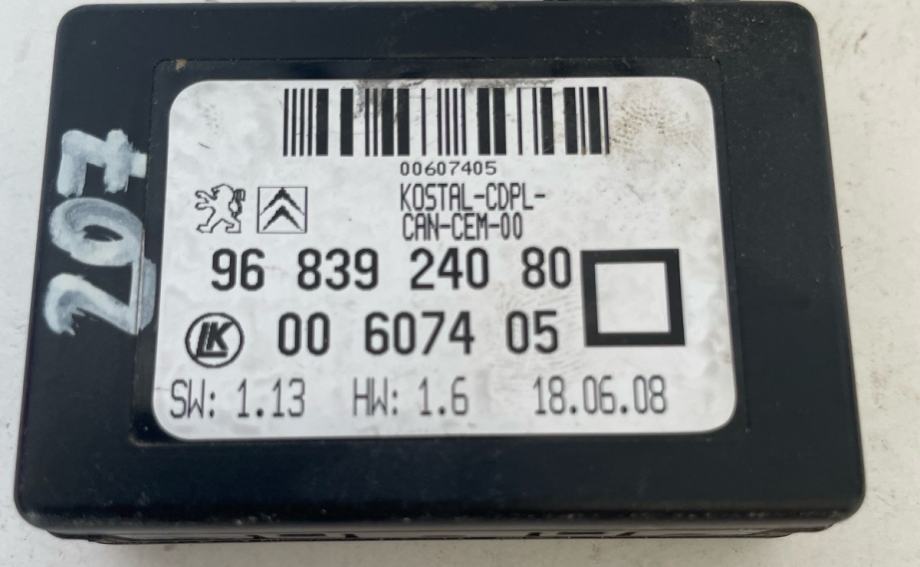 00607405
KOSTAL-CDPL-
CAN-CEM-00
96 839 240 80
LK 00 6074 05
SW: 1.13 HW: 1.6 18.06.08
207